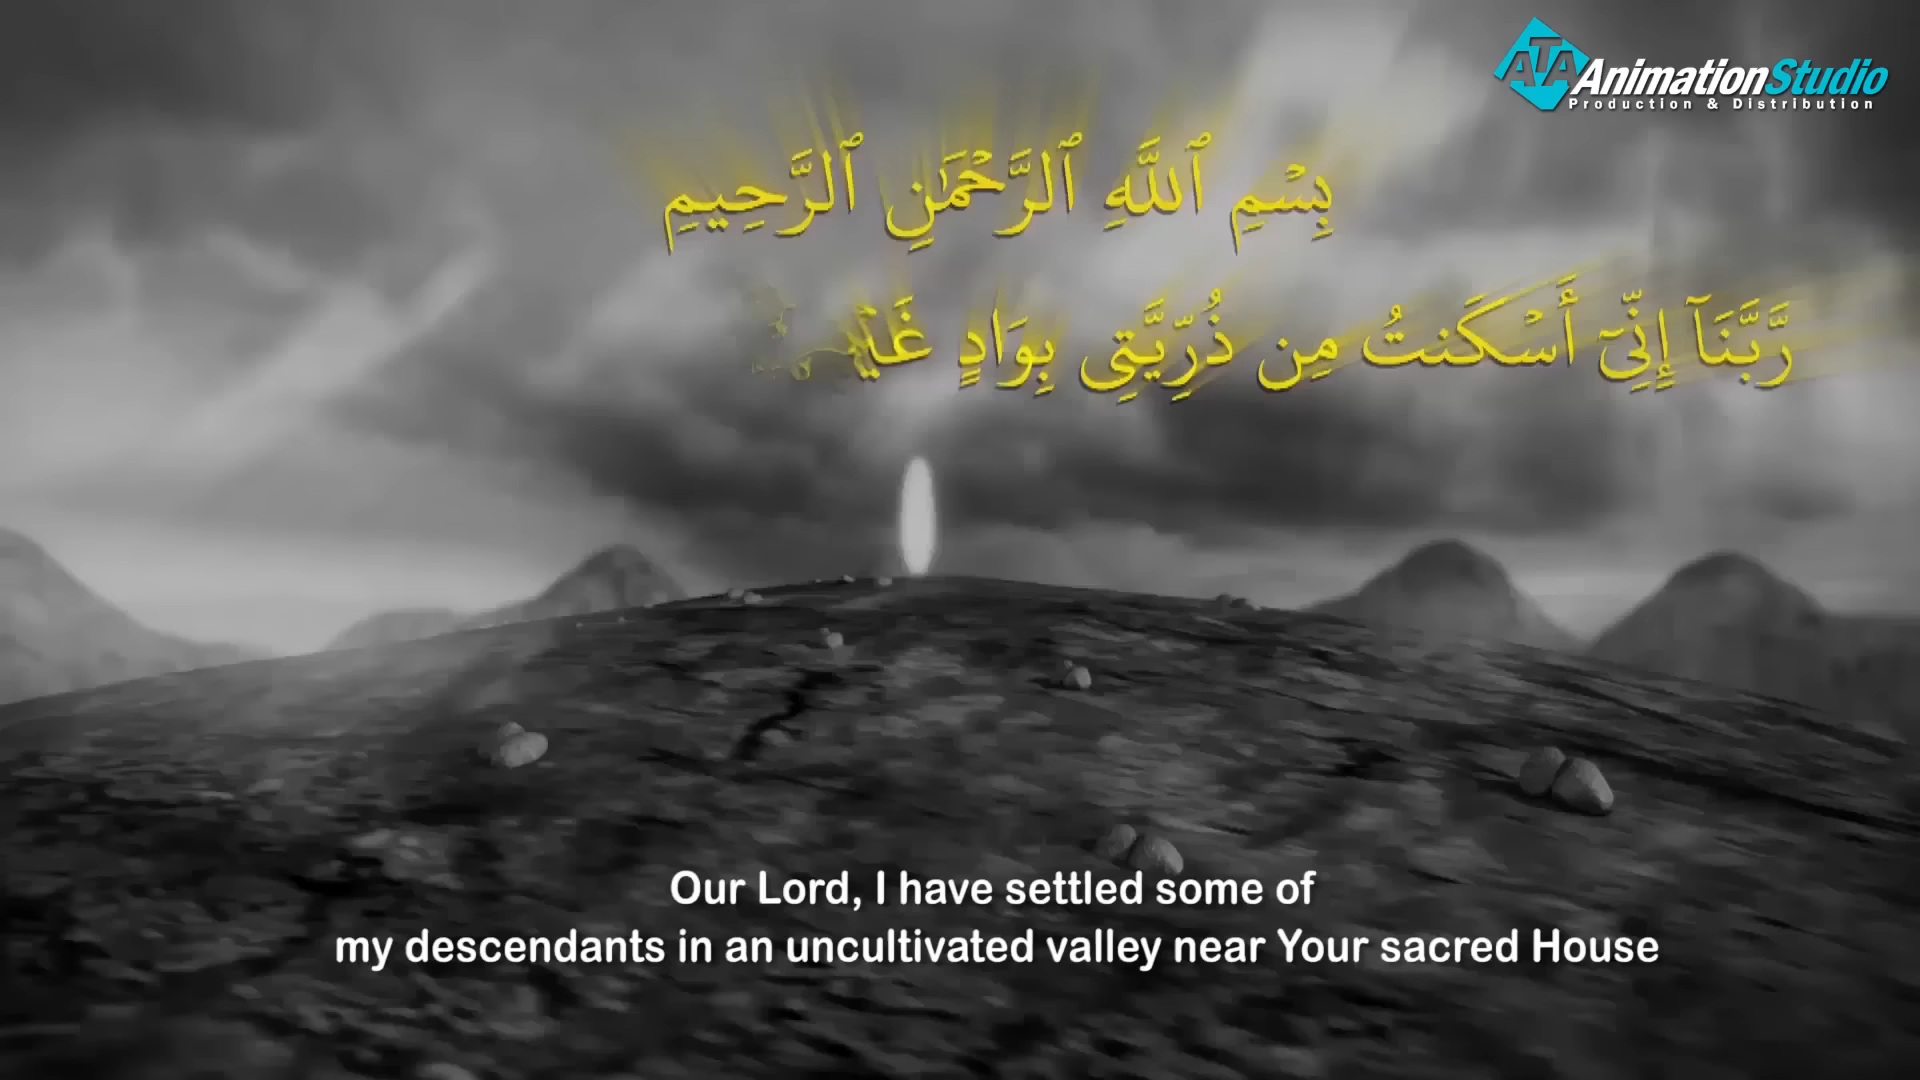 ATA AnimationStudio
Production & Distribution
بِسْمِ ٱللَّهِ ٱلرَّحْمَٰنِ ٱلرَّحِيمِ
رَّبَّنَآ إِنِّىٓ أَسْكَنتُ مِن ذُرِّيَّتِى بِوَادٍ غَيْ
Our Lord, I have settled some of
my descendants in an uncultivated valley near Your sacred House